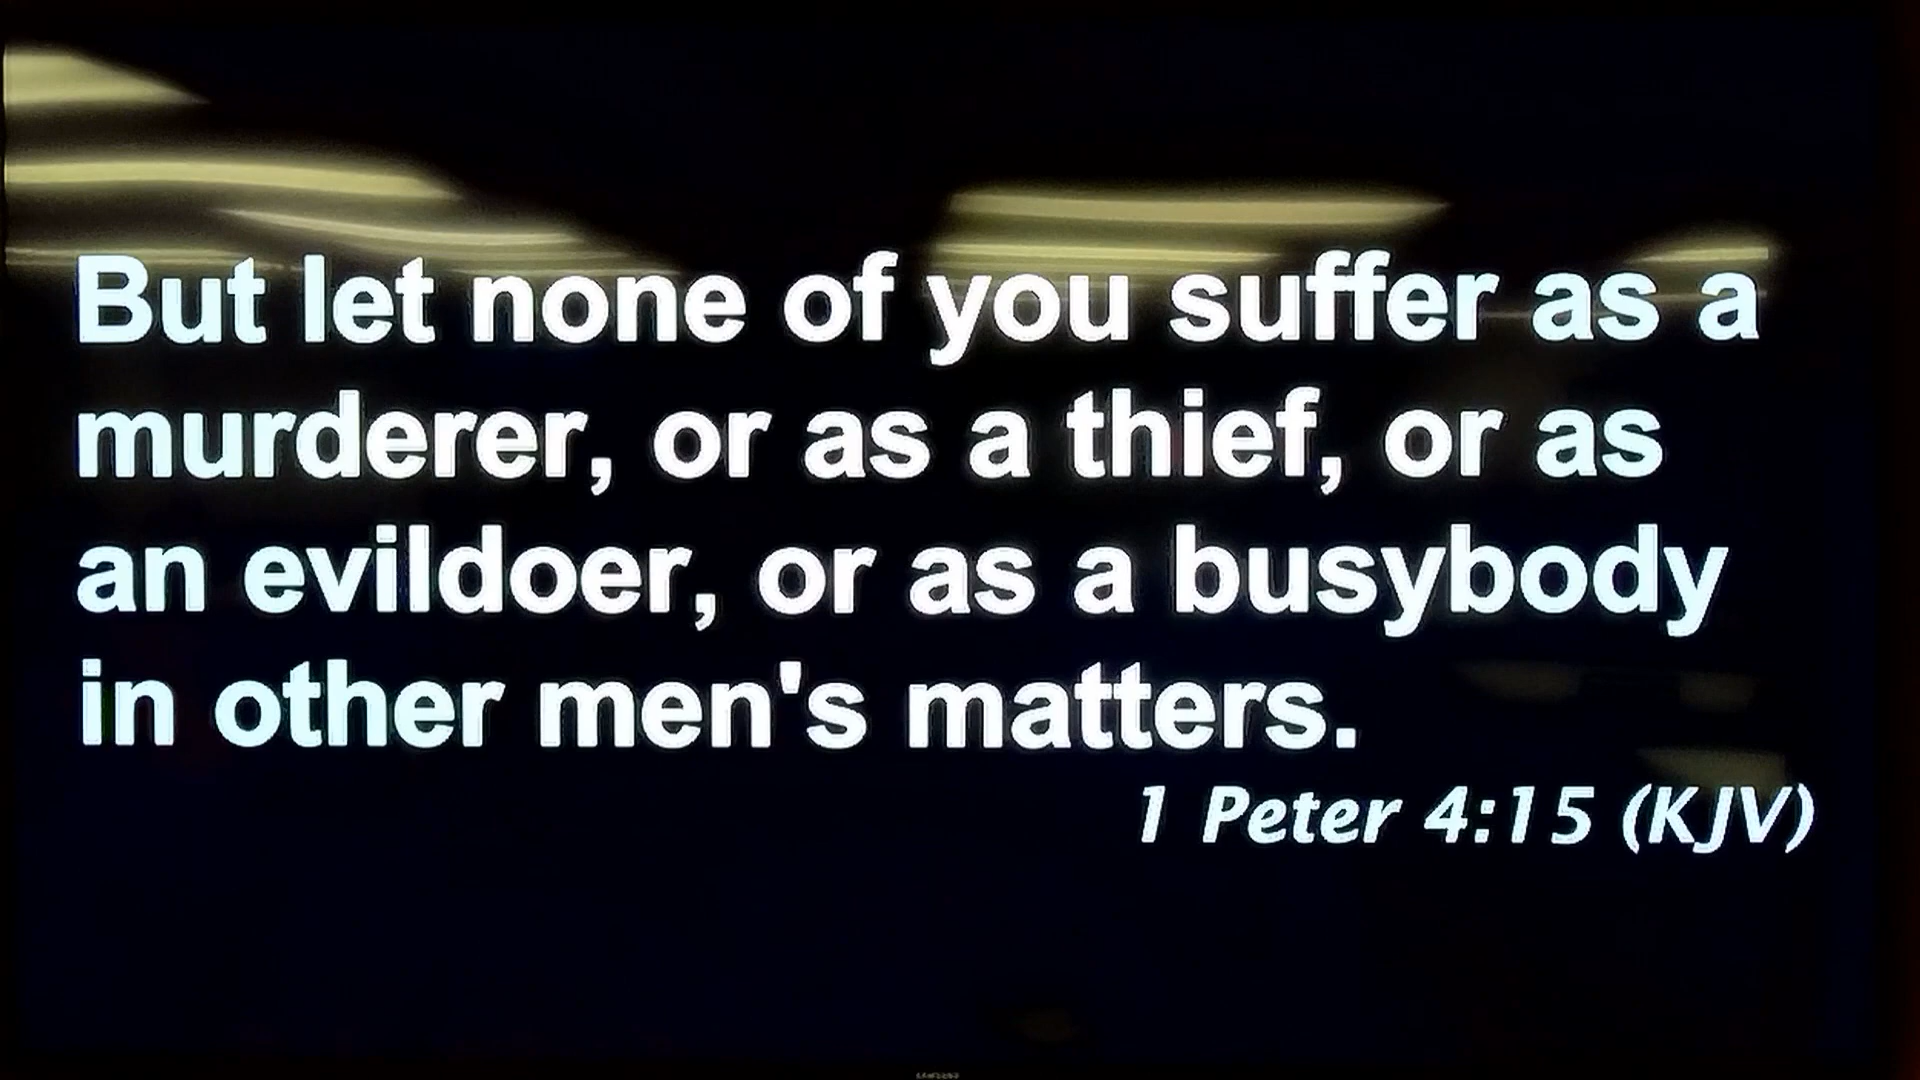 But let none of you suffer as a
murderer, or as a thief, or as
an evildoer, or as a busybody
in other men's matters.
1 Peter 4:15 (KJV)
SAMSUNG